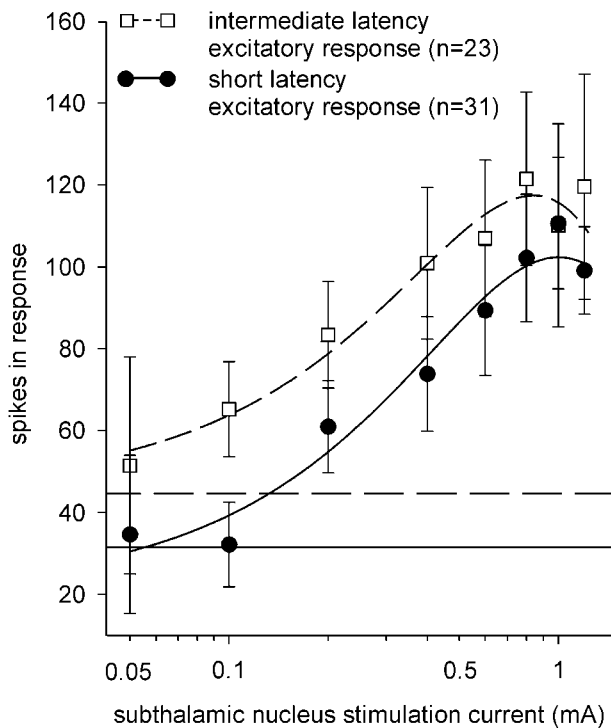 intermediate latency
excitatory response (n=23)
short latency
excitatory response (n=31)
spikes in response
160
140
120
100
80
60
40
20
0.05 0.1 0.5 1
subthalamic nucleus stimulation current (mA)